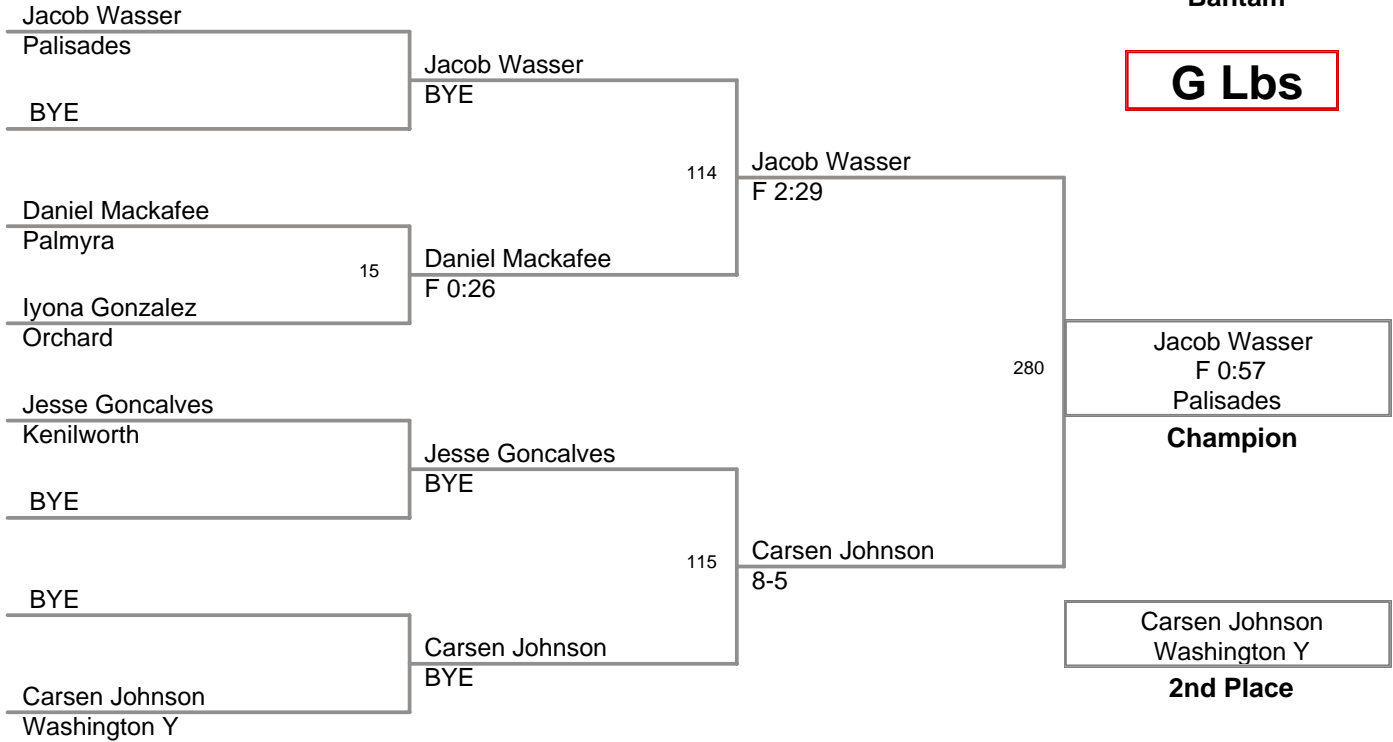 Bantam
G Lbs
Jacob Wasser
Palisades
BYE
Daniel Mackafee
Palmyra
15
Iyona Gonzalez
Orchard
Jesse Goncalves
Kenilworth
BYE
BYE
Carsen Johnson
Washington Y
Jacob Wasser
BYE
114
Daniel Mackafee
F 0:26
Jesse Goncalves
BYE
115
Carsen Johnson
BYE
Jacob Wasser
F 2:29
280
Carsen Johnson
8-5
Jacob Wasser
F 0:57
Palisades
Champion
Carsen Johnson
Washington Y
2nd Place